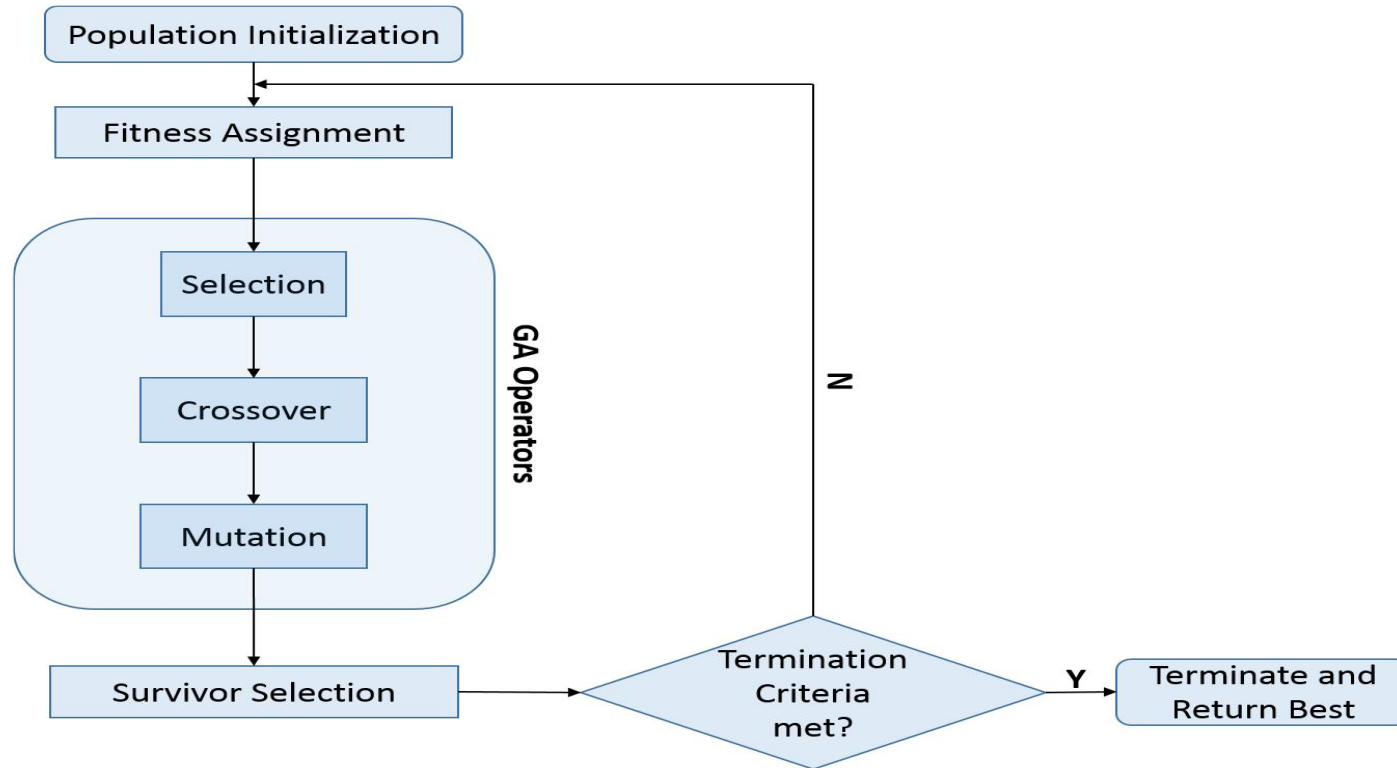 Population Initialization
Fitness Assignment
Selection
Crossover
Mutation
GA Operators
Survivor Selection
Termination
Criteria
met?
N
Y
Terminate and
Return Best